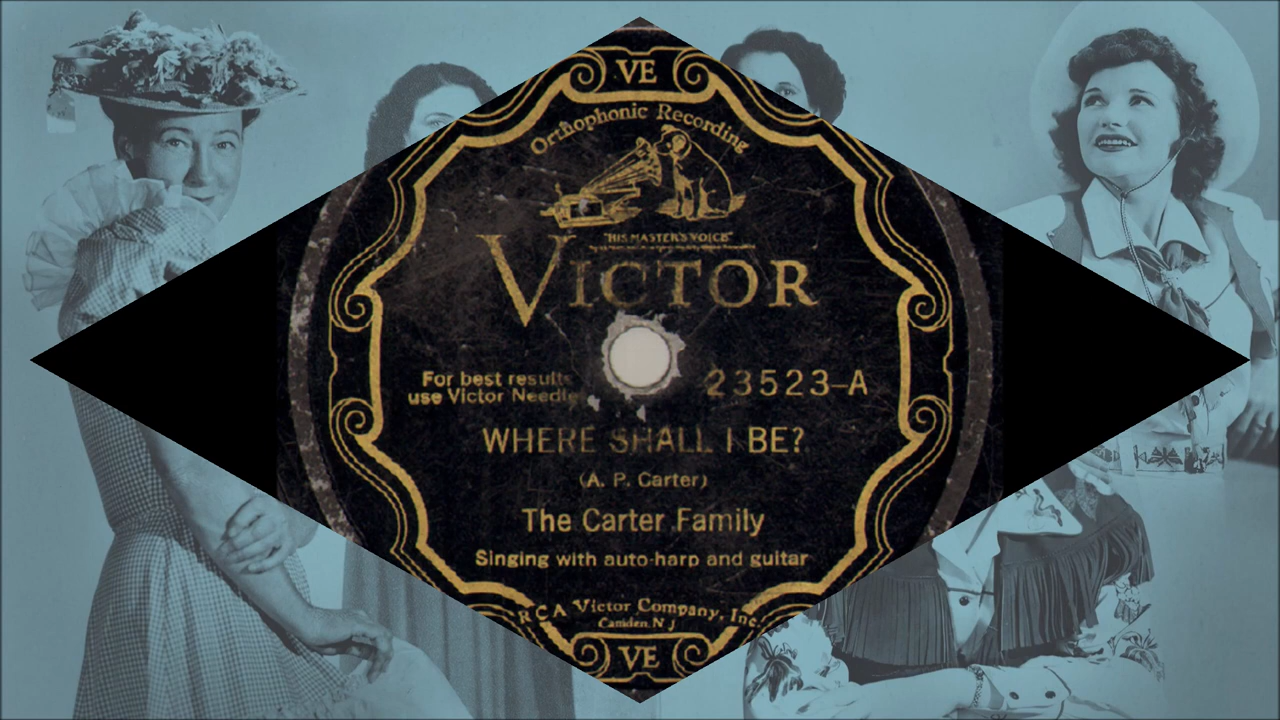 VE
Orthophonic Recording
"HIS MASTER'S VOICE"
VICTOR
For best results
use Victor Needle
23523-A
WHERE SHALL I BE?
(A. P. Carter)
The Carter Family
Singing with auto-harp and guitar
RCA Victor Company, Inc.
Camden, N J
VE